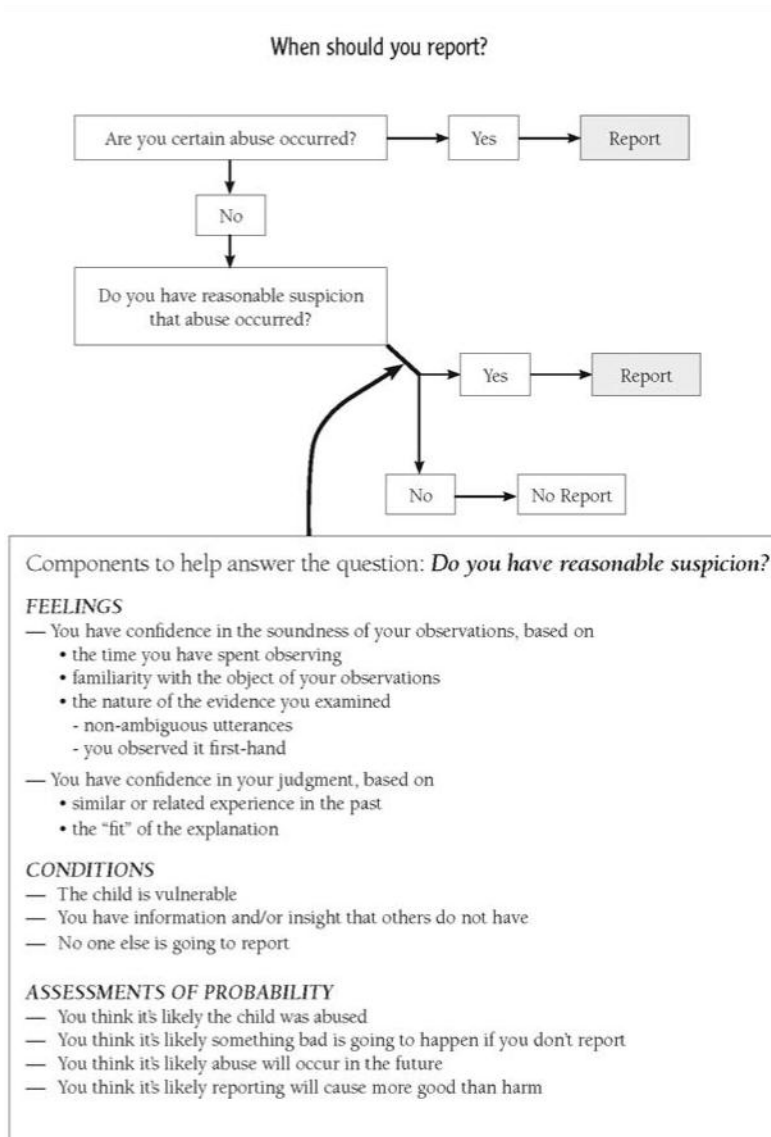 When should you report?
Are you certain abuse occurred?
Yes
Report
No
Do you have reasonable suspicion
that abuse occurred?
Yes
Report
No
No Report
Components to help answer the question: Do you have reasonable suspicion?
FEELINGS
— You have confidence in the soundness of your observations, based on
• the time you have spent observing
• familiarity with the object of your observations
• the nature of the evidence you examined
- non-ambiguous utterances
- you observed it first-hand
— You have confidence in your judgment, based on
• similar or related experience in the past
• the “fit” of the explanation
CONDITIONS
— The child is vulnerable
— You have information and/or insight that others do not have
— No one else is going to report
ASSESSMENTS OF PROBABILITY
— You think it's likely the child was abused
— You think it's likely something bad is going to happen if you don't report
— You think it's likely abuse will occur in the future
— You think it's likely reporting will cause more good than harm